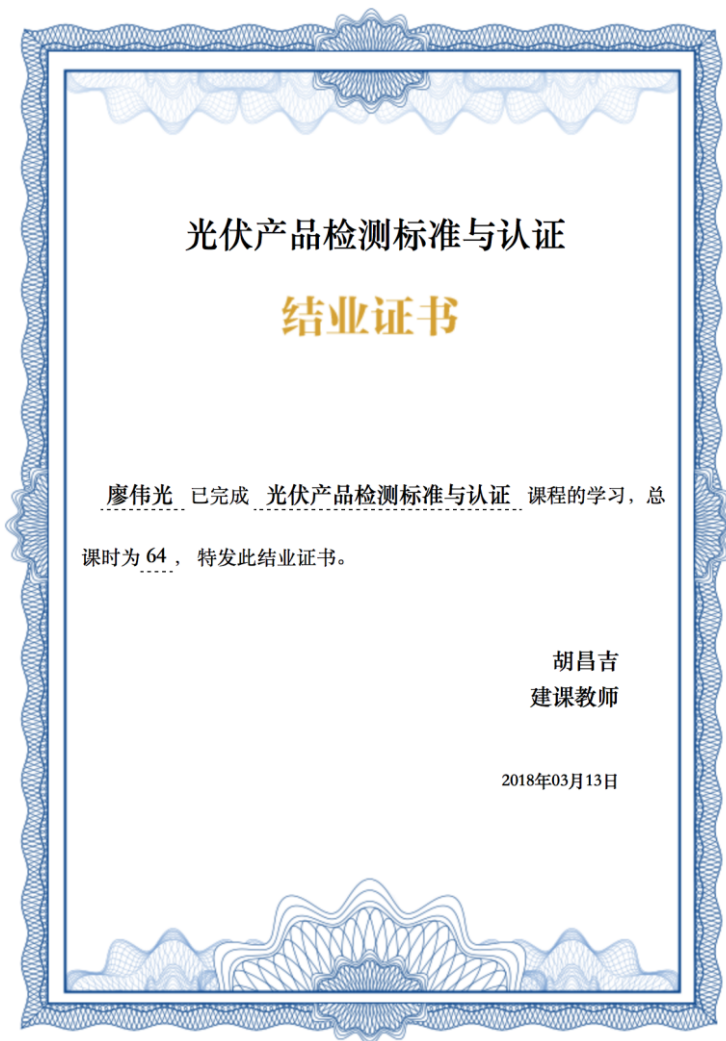 光伏产品检测标准与认证
结业证书
廖伟光 已完成 光伏产品检测标准与认证 课程的学习，总
课时为 64 ， 特发此结业证书。
胡昌吉
建课教师
2018年03月13日